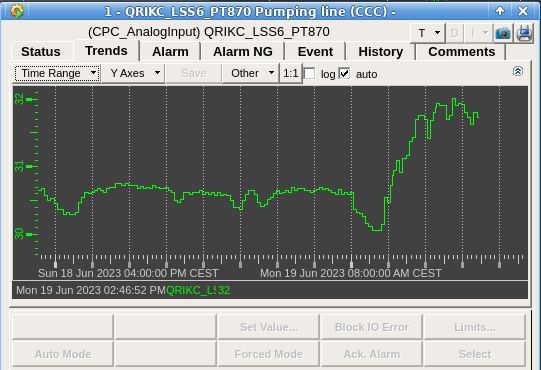 1 - QRIKC_LSS6_PT870 Pumping line (CCC) -
(CPC_AnalogInput) QRIKC_LSS6_PT870
T D I
Status Trends Alarm Alarm NG Event History Comments
Time Range Y Axes Save Other 1:1 log auto
32
31
30
Sun 18 Jun 2023 04:00:00 PM CEST Mon 19 Jun 2023 08:00:00 AM CEST
Mon 19 Jun 2023 02:46:52 PM QRIKC_LS 32
Set Value... Block IO Error Limits...
Auto Mode Forced Mode Ack. Alarm Select